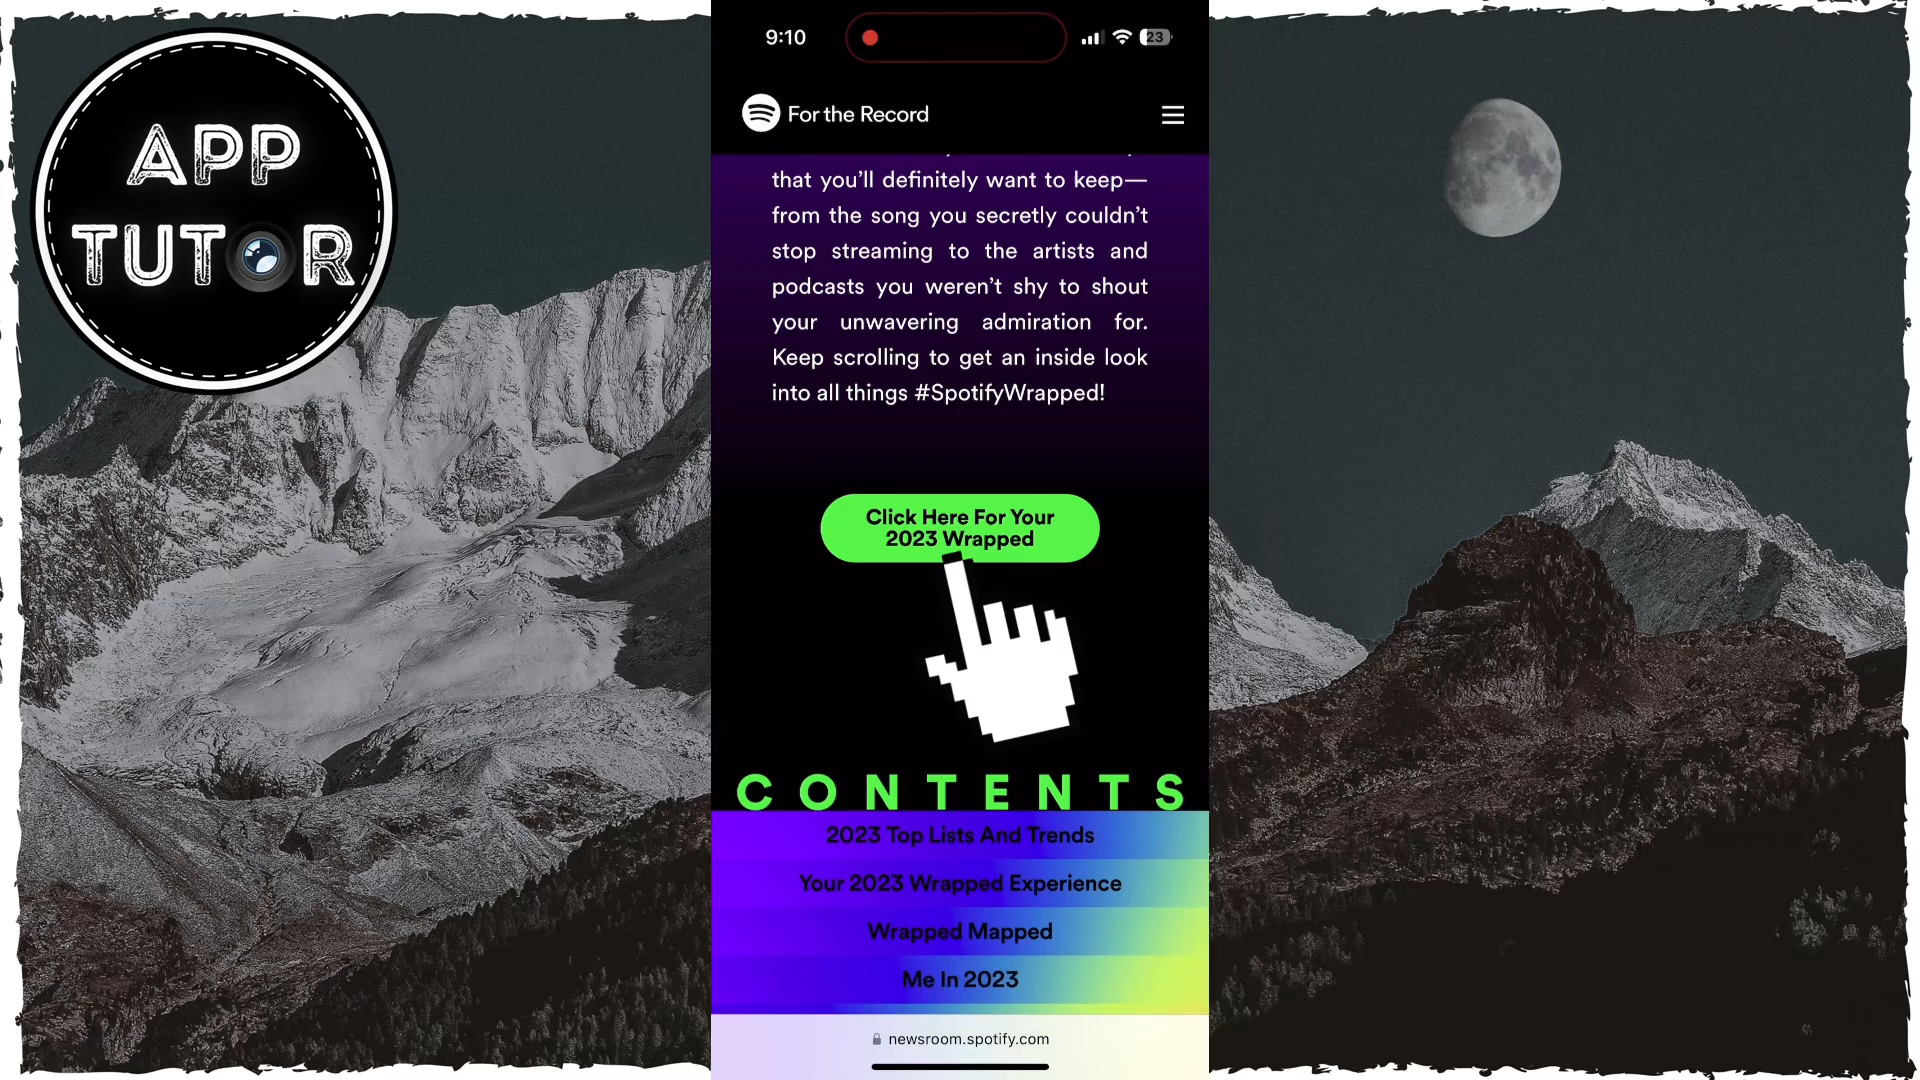 APP
TUTOR
9:10
23
For the Record
that you’ll definitely want to keep—
from the song you secretly couldn’t
stop streaming to the artists and
podcasts you weren’t shy to shout
your unwavering admiration for.
Keep scrolling to get an inside look
into all things #SpotifyWrapped!
Click Here For Your
2023 Wrapped
CONTENTS
2023 Top Lists And Trends
Your 2023 Wrapped Experience
Wrapped Mapped
Me In 2023
newsroom.spotify.com